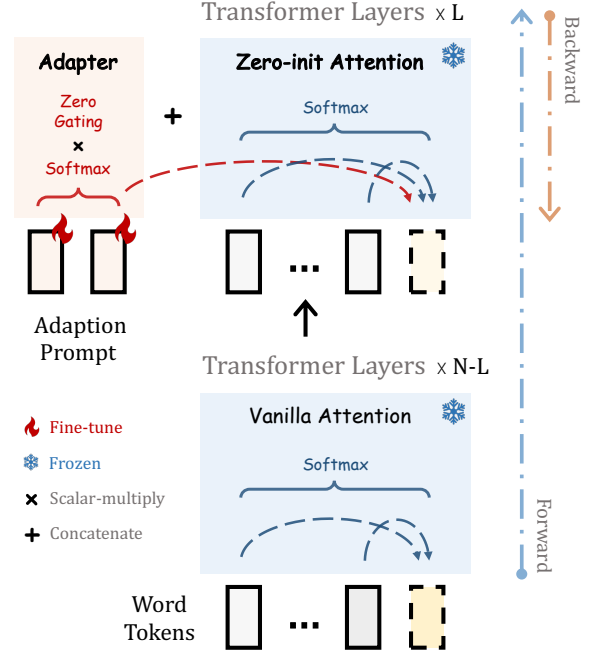 Transformer Layers × L
Adapter
Zero
Gating
×
Softmax
+
Zero-init Attention
Softmax
...
Adaption
Prompt
Transformer Layers × N-L
Vanilla Attention
Softmax
...
Word
Tokens
Fine-tune
Frozen
× Scalar-multiply
+ Concatenate
Backward
Forward